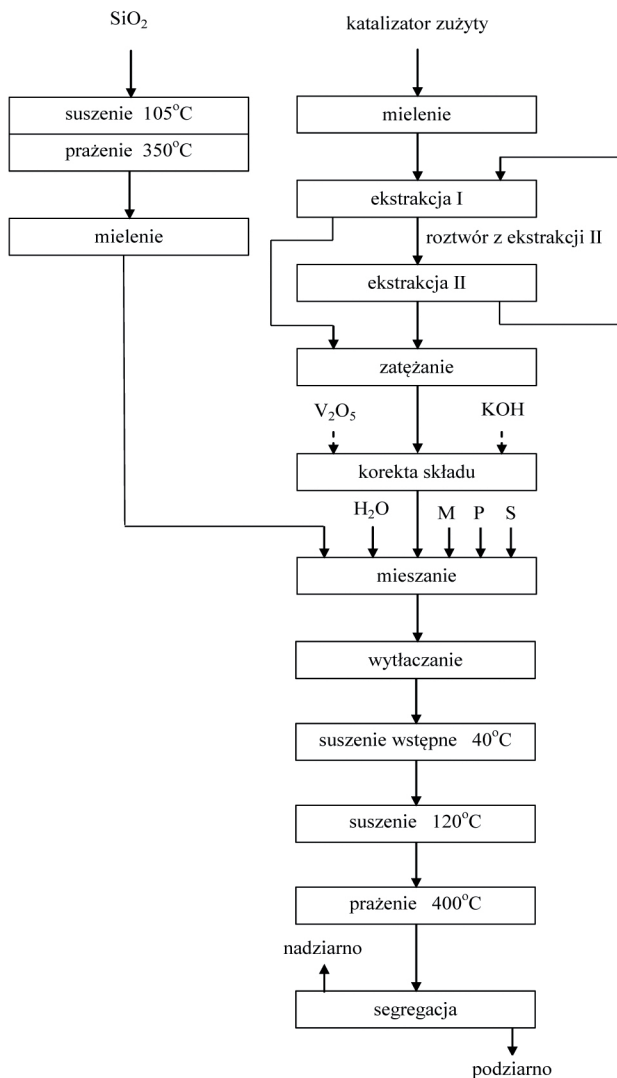 SiO₂
katalizator zużyty
suszenie 105°C
mielenie
prażenie 350°C
ekstrakcja I
mielenie
roztwór z ekstrakcji II
ekstrakcja II
zatężanie
V₂O₅
KOH
korekta składu
H₂O
M
P
S
mieszanie
wytłaczanie
suszenie wstępne 40°C
suszenie 120°C
prażenie 400°C
nadziarno
segregacja
podziarno